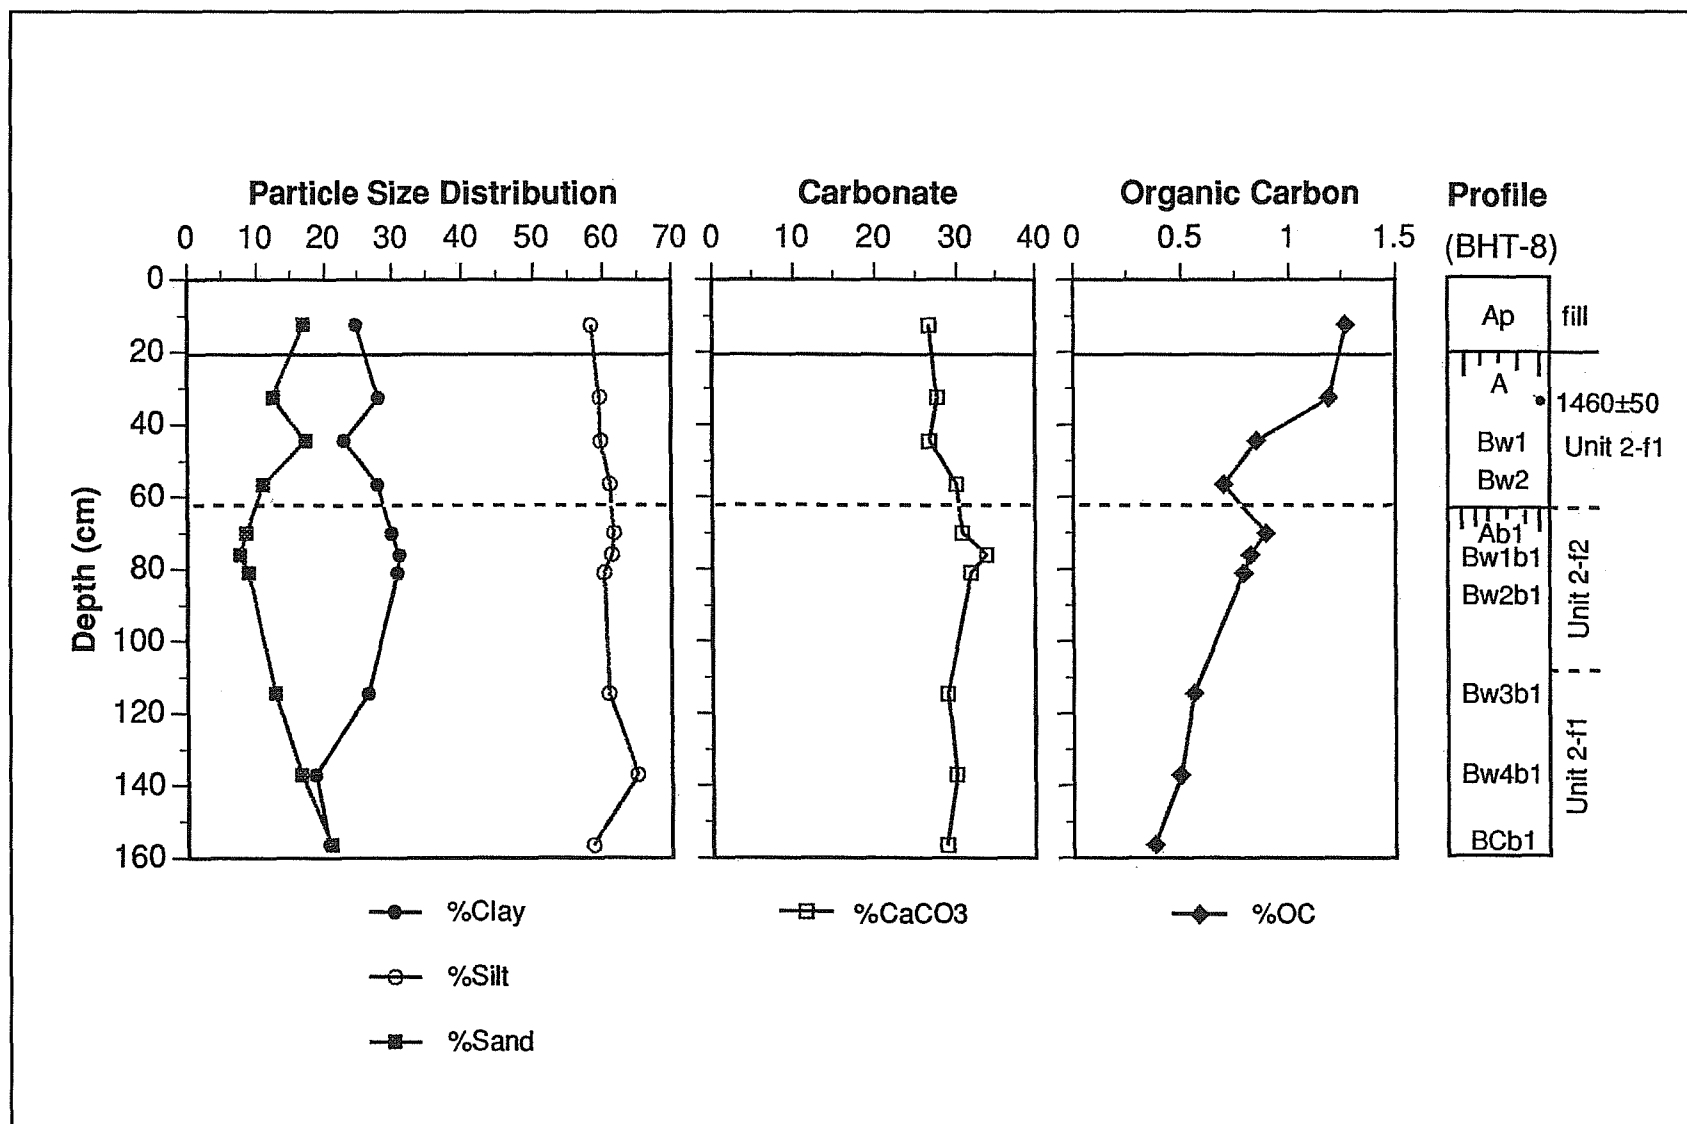 Particle Size Distribution Carbonate Organic Carbon Profile
0 10 20 30 40 50 60 70 0 10 20 30 40 0 0.5 1 1.5 (BHT-8)
0
Ap fill
20
A
1460±50
40
Bw1 Unit 2-f1
Bw2
60
Ab1
Bw1b1
80
Bw2b1
Unit 2-f2
100
Bw3b1
120
Bw4b1
140
Unit 2-f1
BCb1
160
Depth (cm)
%Clay %CaCO3 %OC
%Silt
%Sand